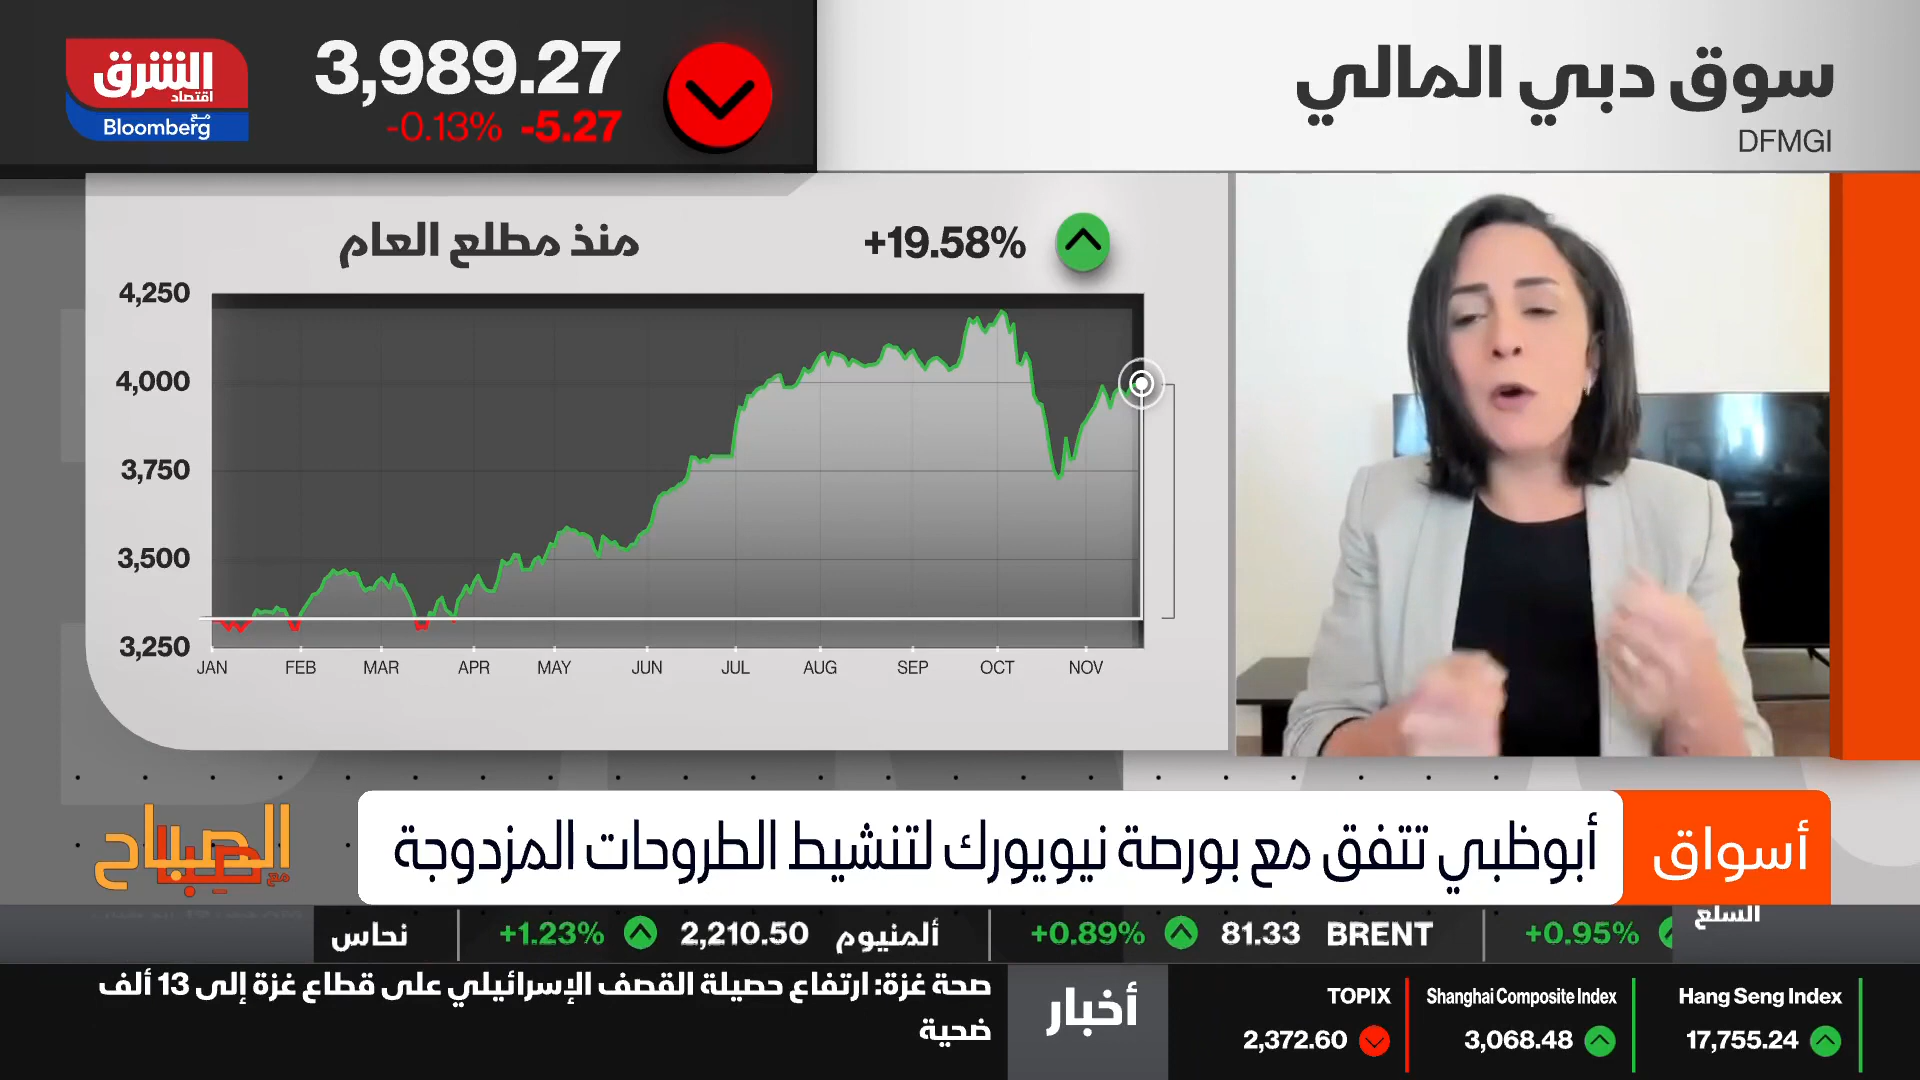 الشرق
اقتصاد
مع
Bloomberg
3,989.27
-0.13% -5.27
سوق دبي المالي
DFMGI
منذ مطلع العام
+19.58%
4,250
4,000
3,750
3,500
3,250
JAN FEB MAR APR MAY JUN JUL AUG SEP OCT NOV
الصباح
مع صبا
أسواق
أبوظبي تتفق مع بورصة نيويورك لتنشيط الطروحات المزدوجة
السلع
+0.95%
BRENT 81.33 +0.89%
ألمنيوم 2,210.50 +1.23%
نحاس
أخبار
صحة غزة: ارتفاع حصيلة القصف الإسرائيلي على قطاع غزة إلى 13 ألف
ضحية
TOPIX
2,372.60
Shanghai Composite Index
3,068.48
Hang Seng Index
17,755.24